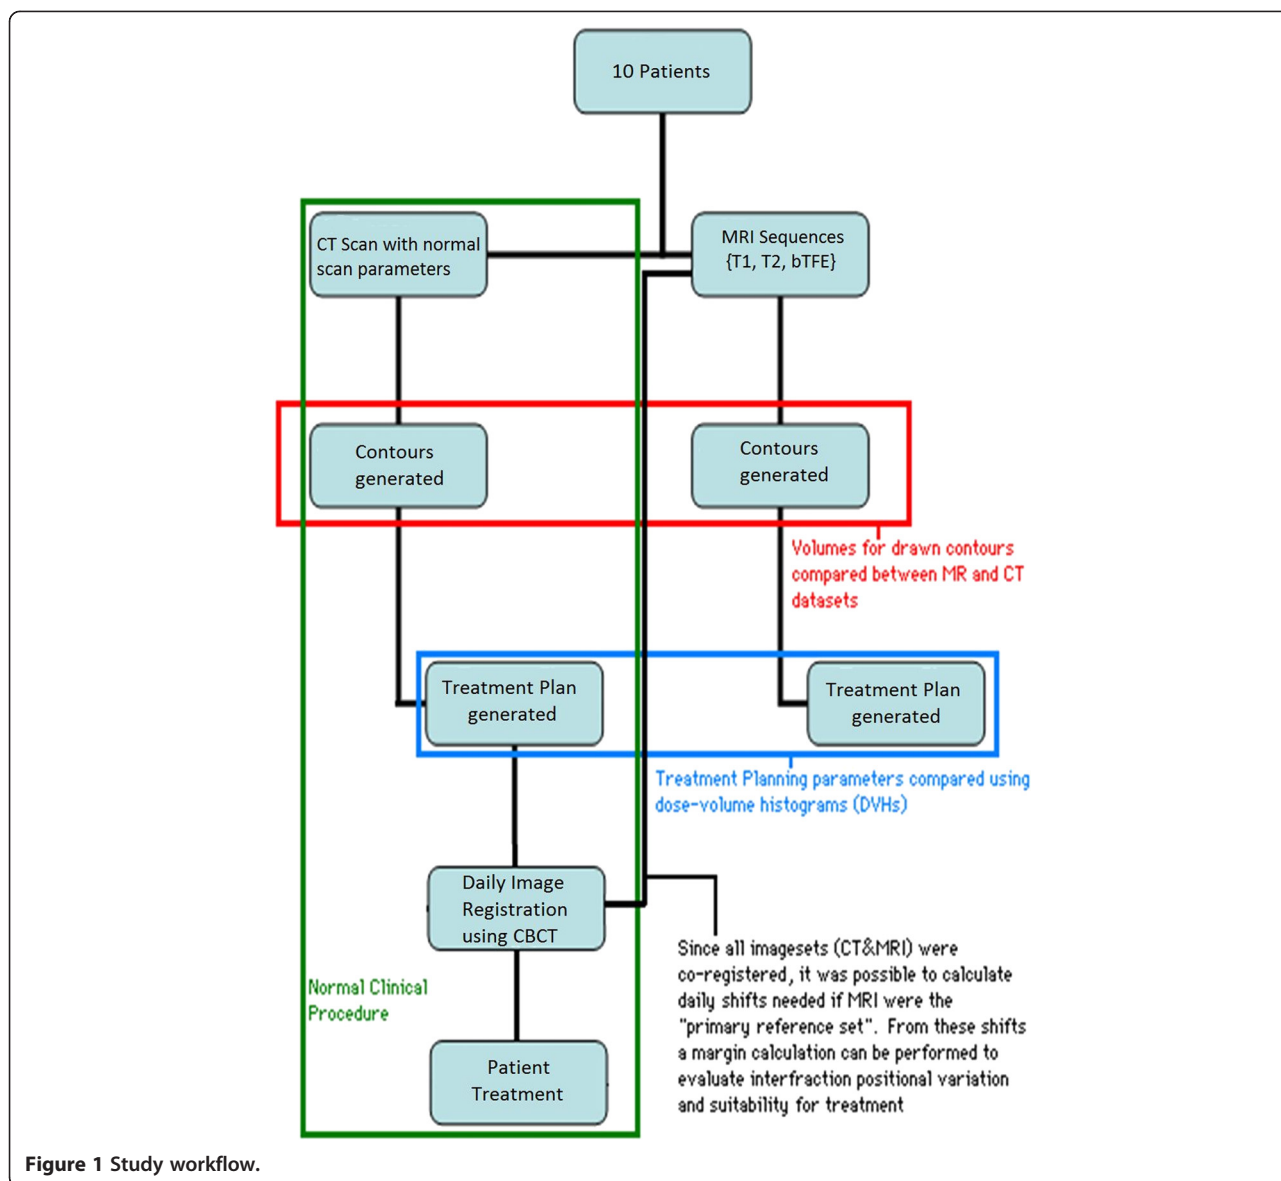 10 Patients
CT Scan with normal
scan parameters
MRI Sequences
{T1, T2, bTFE}
Contours
generated
Contours
generated
Volumes for drawn contours
compared between MR and CT
datasets
Treatment Plan
generated
Treatment Plan
generated
Treatment Planning parameters compared using
dose-volume histograms (DVHs)
Daily Image
Registration
using CBCT
Since all imagesets (CT&MRI) were
co-registered, it was possible to calculate
daily shifts needed if MRI were the
"primary reference set". From these shifts
a margin calculation can be performed to
evaluate interfraction positional variation
and suitability for treatment
Normal Clinical
Procedure
Patient
Treatment
Figure 1 Study workflow.